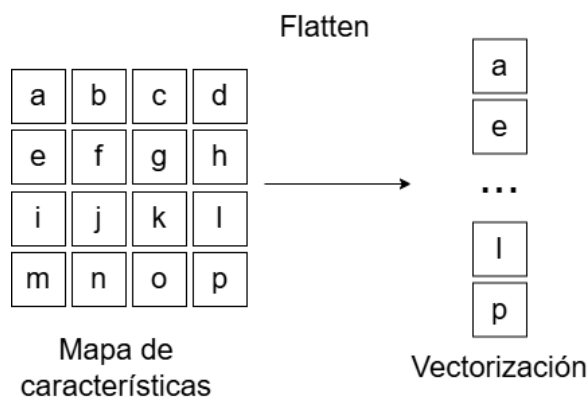 Flatten
a b c d
e f g h
i j k l
m n o p
Mapa de
características
a
e
...
l
p
Vectorización